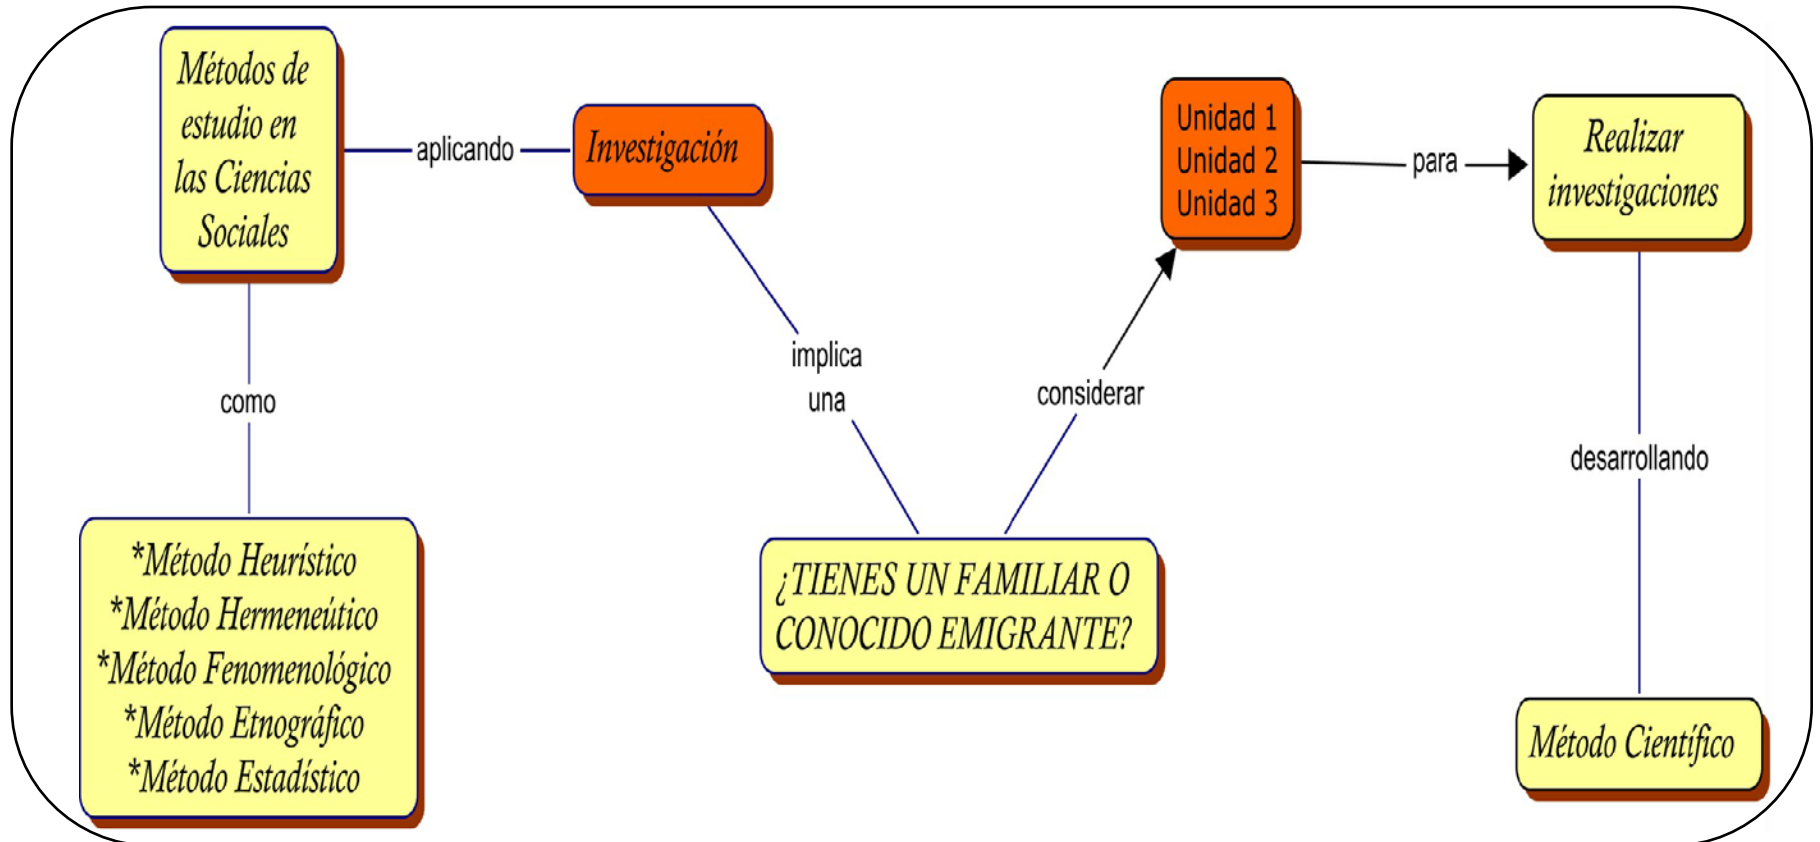 Métodos de
estudio en
las Ciencias
Sociales
aplicando
Investigación
como
*Método Heurístico
*Método Hermeneútico
*Método Fenomenológico
*Método Etnográfico
*Método Estadístico
implica
una
¿TIENES UN FAMILIAR O
CONOCIDO EMIGRANTE?
considerar
Unidad 1
Unidad 2
Unidad 3
para
Realizar
investigaciones
desarrollando
Método Científico